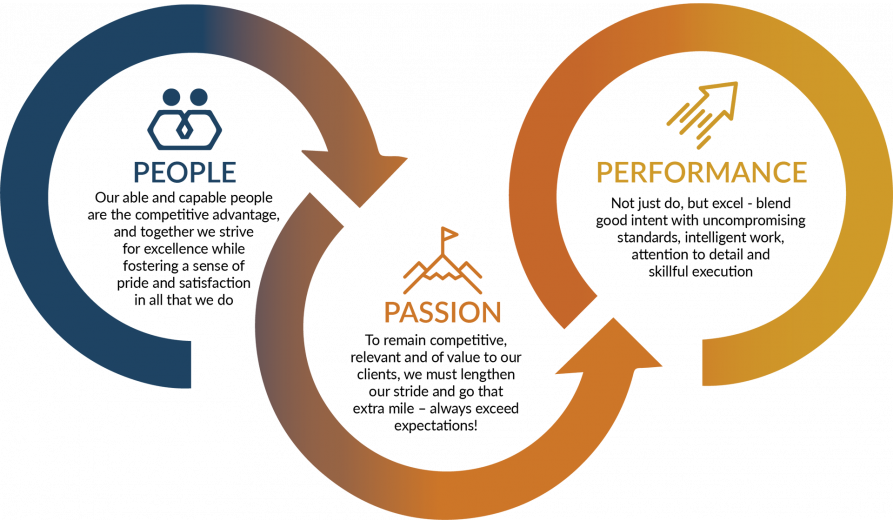 PEOPLE
Our able and capable people
are the competitive advantage,
and together we strive
for excellence while
fostering a sense of
pride and satisfaction
in all that we do
PASSION
To remain competitive,
relevant and of value to our
clients, we must lengthen
our stride and go that
extra mile – always exceed
expectations!
PERFORMANCE
Not just do, but excel - blend
good intent with uncompromising
standards, intelligent work,
attention to detail and
skillful execution